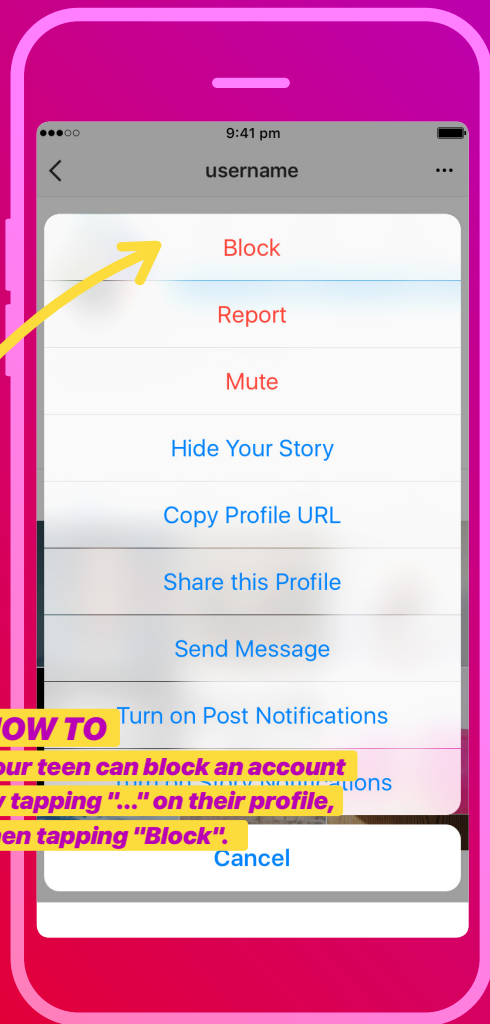 9:41 pm
username
Block
Report
Mute
Hide Your Story
Copy Profile URL
Share this Profile
Send Message
Turn on Post Notifications
OW TO
our teen can block an account
y tapping "..." on their profile,
en tapping "Block".
Cancel